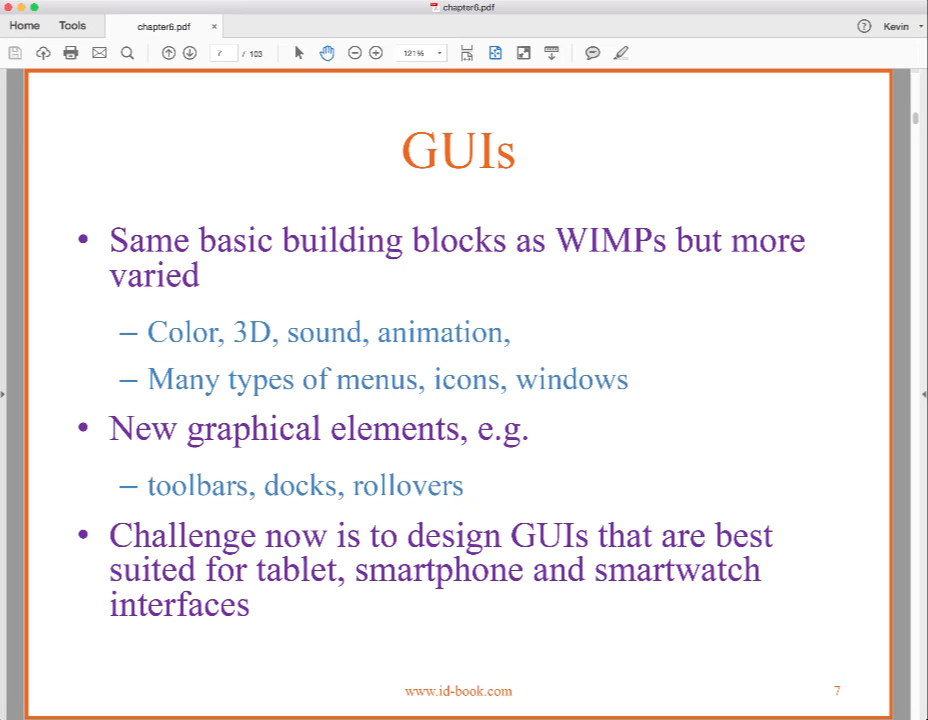 chapter6.pdf
Home Tools chapter6.pdf × ? Kevin
7 / 103 121%
GUIs
• Same basic building blocks as WIMPs but more
varied
– Color, 3D, sound, animation,
– Many types of menus, icons, windows
• New graphical elements, e.g.
– toolbars, docks, rollovers
• Challenge now is to design GUIs that are best
suited for tablet, smartphone and smartwatch
interfaces
www.id-book.com 7